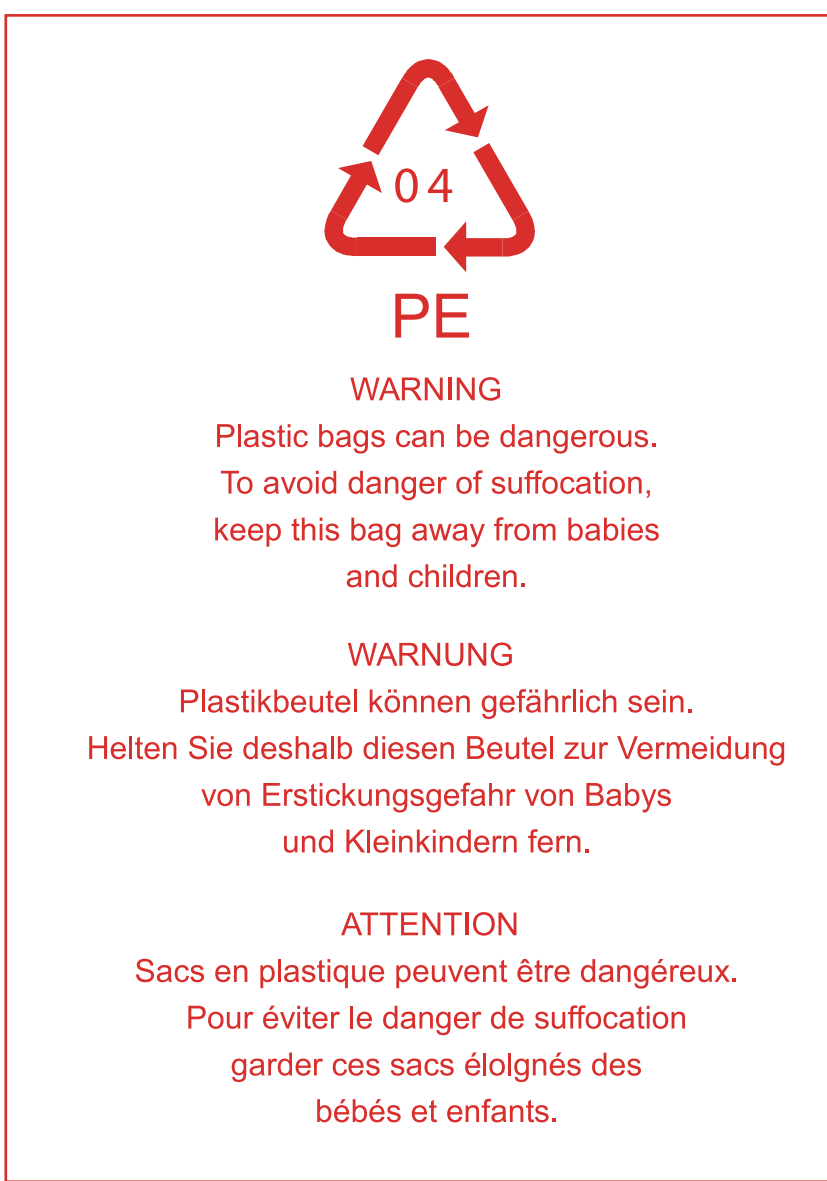 04
PE
WARNING
Plastic bags can be dangerous.
To avoid danger of suffocation,
keep this bag away from babies
and children.
WARNUNG
Plastikbeutel können gefährlich sein.
Helten Sie deshalb diesen Beutel zur Vermeidung
von Erstickungsgefahr von Babys
und Kleinkindern fern.
ATTENTION
Sacs en plastique peuvent être dangéreux.
Pour éviter le danger de suffocation
garder ces sacs élolgnés des
bébés et enfants.